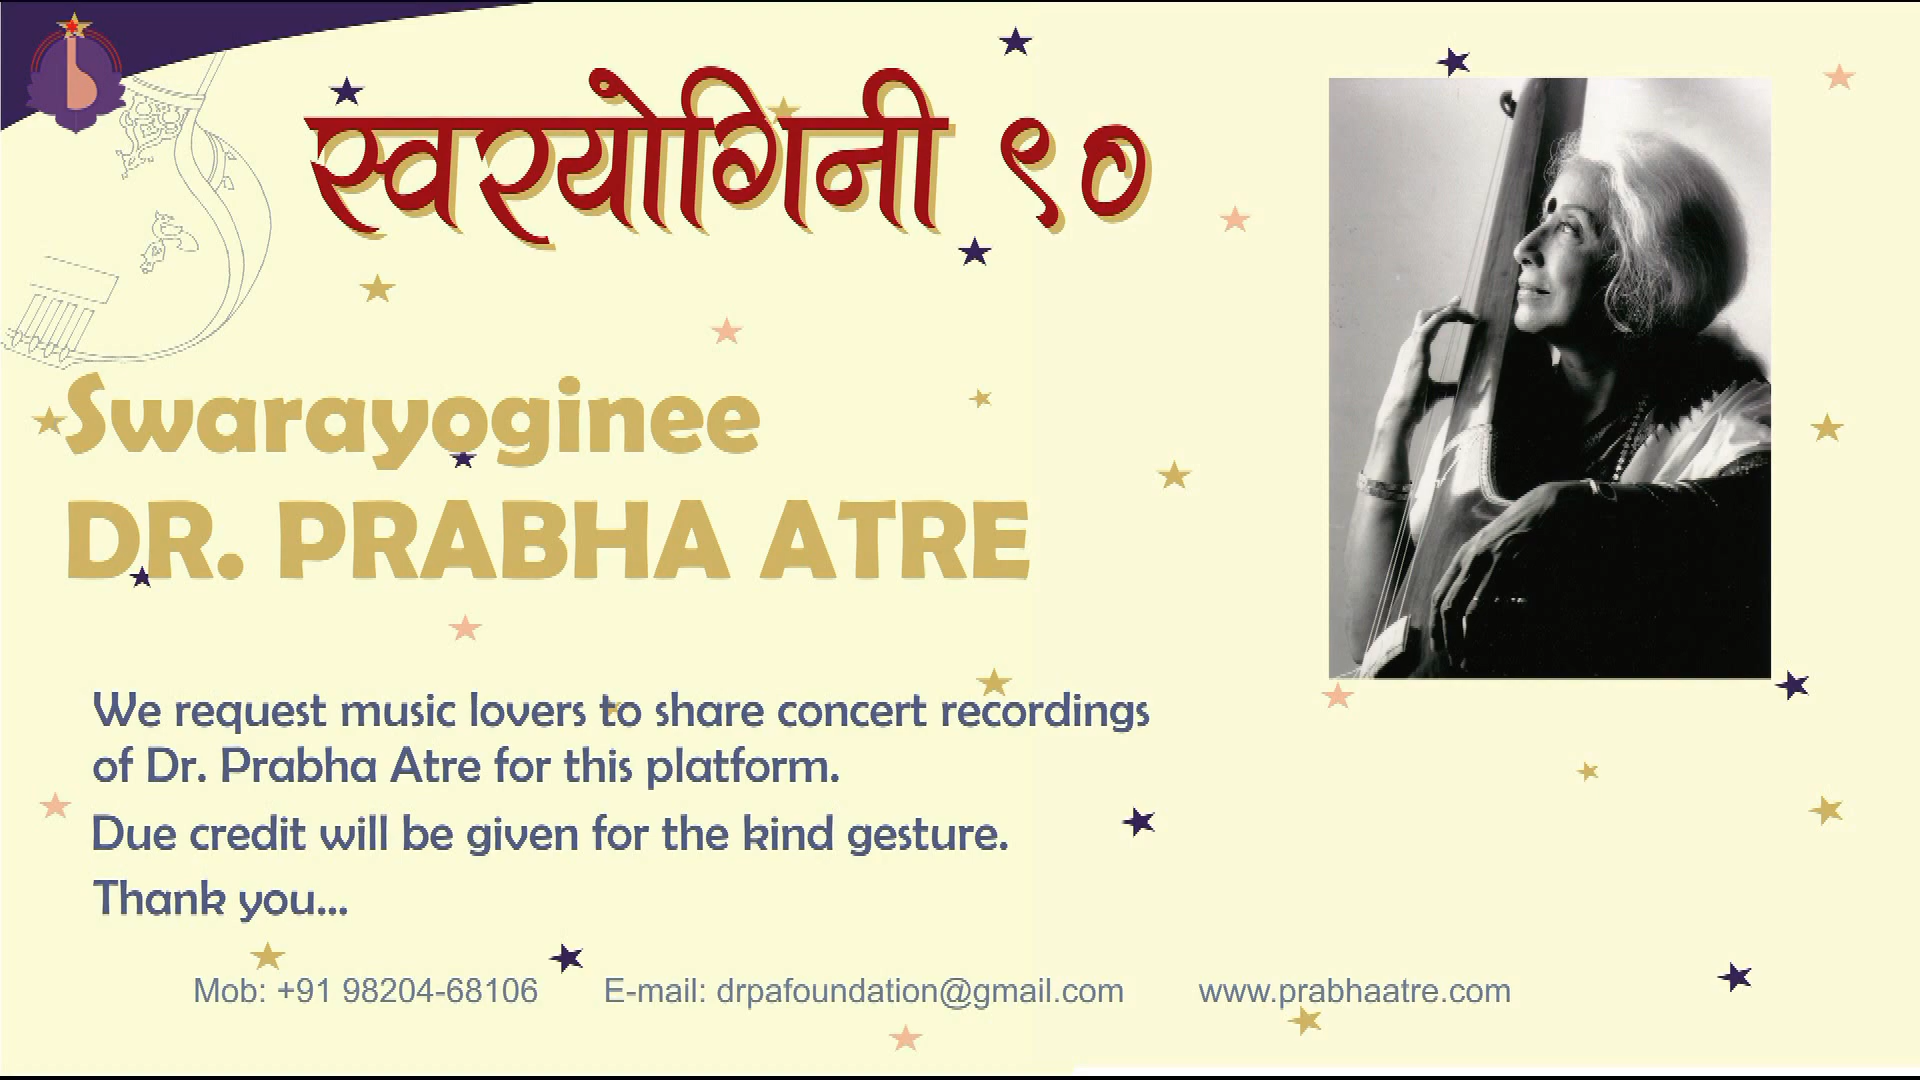 स्वरयोगिनी ९०
Swarayoginee
DR. PRABHA ATRE
We request music lovers to share concert recordings
of Dr. Prabha Atre for this platform.
Due credit will be given for the kind gesture.
Thank you...
Mob: +91 98204-68106 E-mail: drpafoundation@gmail.com www.prabhaatre.com